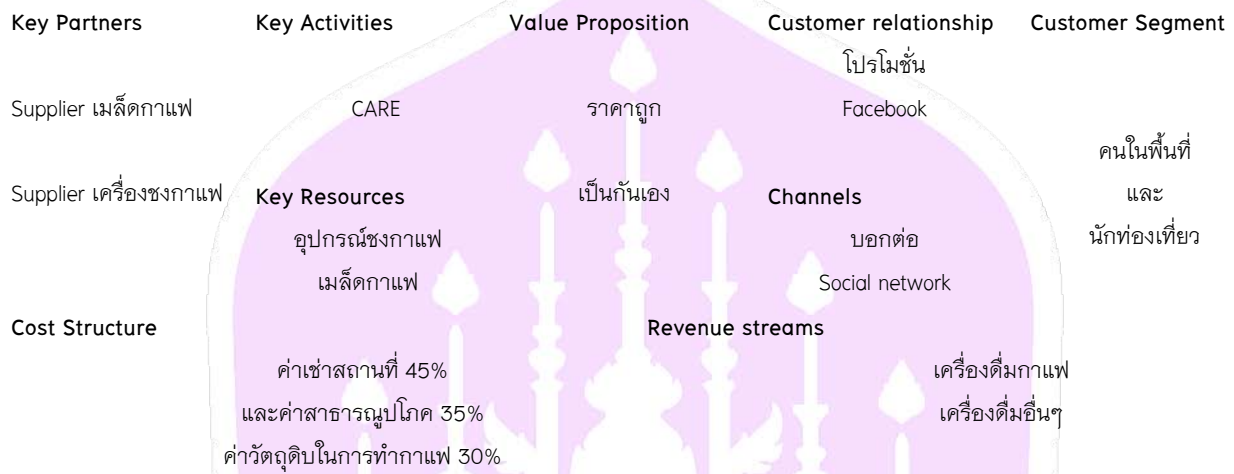 Key Partners
Supplier เมล็ดกาแฟ
Supplier เครื่องชงกาแฟ
Key Activities
CARE
Key Resources
อุปกรณ์ชงกาแฟ
เมล็ดกาแฟ
Value Proposition
ราคาถูก
เป็นกันเอง
Customer relationship
โปรโมชั่น
Facebook
Channels
บอกต่อ
Social network
Customer Segment
คนในพื้นที่
และ
นักท่องเที่ยว
Cost Structure
ค่าเช่าสถานที่ 45%
และค่าสาธารณูปโภค 35%
ค่าวัตถุดิบในการทำกาแฟ 30%
Revenue streams
เครื่องดื่มกาแฟ
เครื่องดื่มอื่นๆ